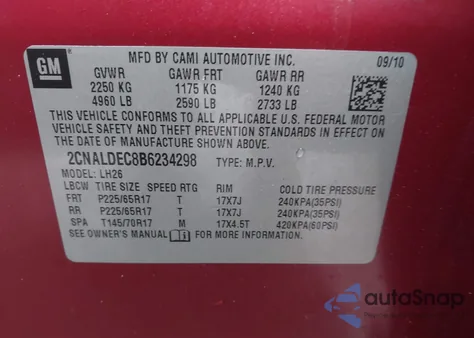 GM
MFD BY CAMI AUTOMOTIVE INC.
09/10
GVWR GAWR FRT GAWR RR
2250 KG 1175 KG 1240 KG
4960 LB 2590 LB 2733 LB
THIS VEHICLE CONFORMS TO ALL APPLICABLE U.S. FEDERAL MOTOR
VEHICLE SAFETY AND THEFT PREVENTION STANDARDS IN EFFECT ON
THE DATE OF MANUFACTURE SHOWN ABOVE.
2CNALDEC8B6234298 TYPE: M.P.V.
MODEL: LH26
LBCW TIRE SIZE SPEED RTG RIM COLD TIRE PRESSURE
FRT P225/65R17 T 17X7J 240KPA(35PSI)
RR P225/65R17 T 17X7J 240KPA(35PSI)
SPA T145/70R17 M 17X4.5T 420KPA(60PSI)
SEE OWNER'S MANUAL FOR MORE INFORMATION.
autoSnap